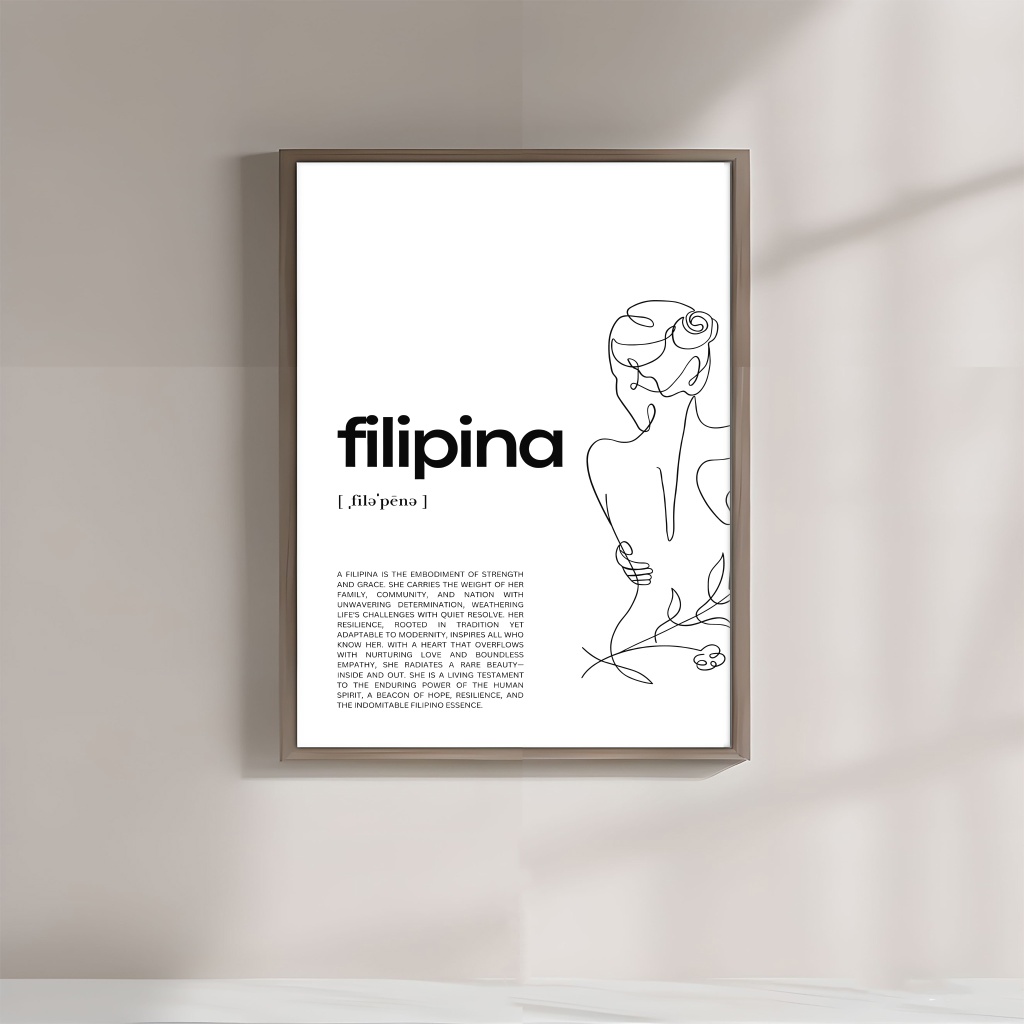 filipina
[ ˌfiləˈpēnə ]
A FILIPINA IS THE EMBODIMENT OF STRENGTH
AND GRACE. SHE CARRIES THE WEIGHT OF HER
FAMILY, COMMUNITY, AND NATION WITH
UNWAVERING DETERMINATION, WEATHERING
LIFE'S CHALLENGES WITH QUIET RESOLVE. HER
RESILIENCE, ROOTED IN TRADITION YET
ADAPTABLE TO MODERNITY, INSPIRES ALL WHO
KNOW HER. WITH A HEART THAT OVERFLOWS
WITH NURTURING LOVE AND BOUNDLESS
EMPATHY, SHE RADIATES A RARE BEAUTY—
INSIDE AND OUT. SHE IS A LIVING TESTAMENT
TO THE ENDURING POWER OF THE HUMAN
SPIRIT, A BEACON OF HOPE, RESILIENCE, AND
THE INDOMITABLE FILIPINO ESSENCE.